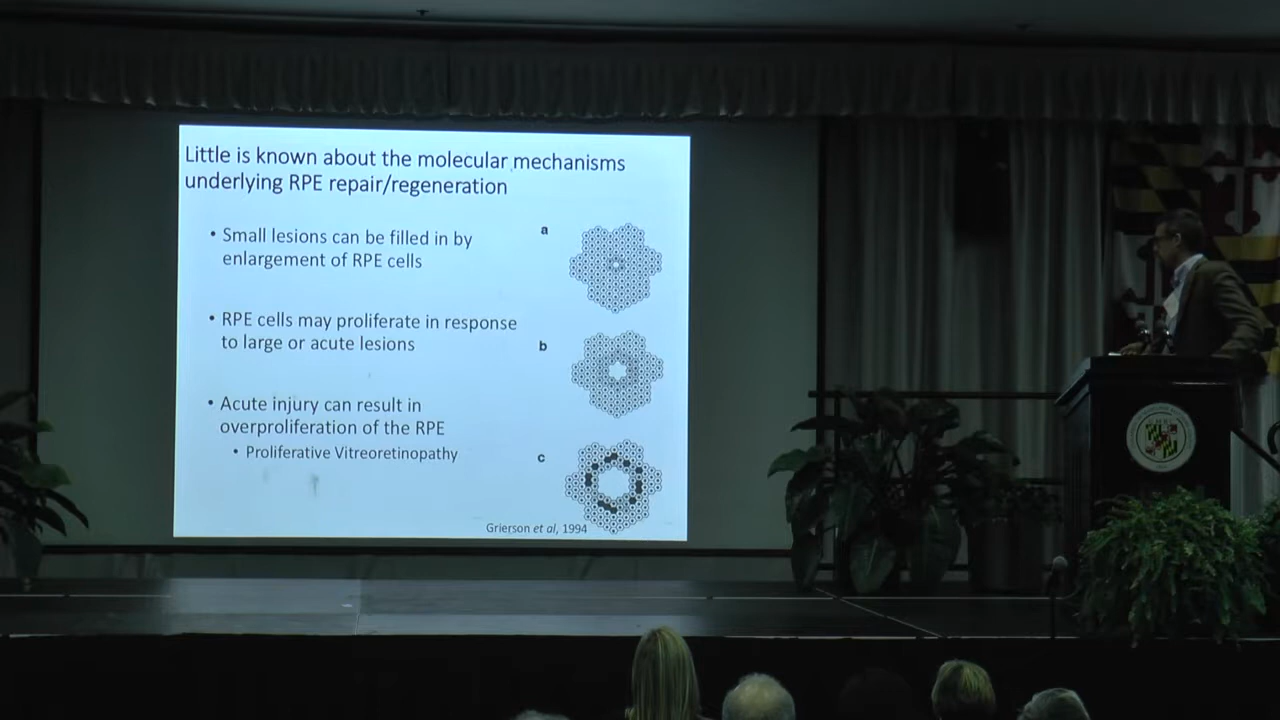 Little is known about the molecular mechanisms
underlying RPE repair/regeneration
• Small lesions can be filled in by
enlargement of RPE cells
• RPE cells may proliferate in response
to large or acute lesions
• Acute injury can result in
overproliferation of the RPE
• Proliferative Vitreoretinopathy
a
b
c
Grierson et al, 1994